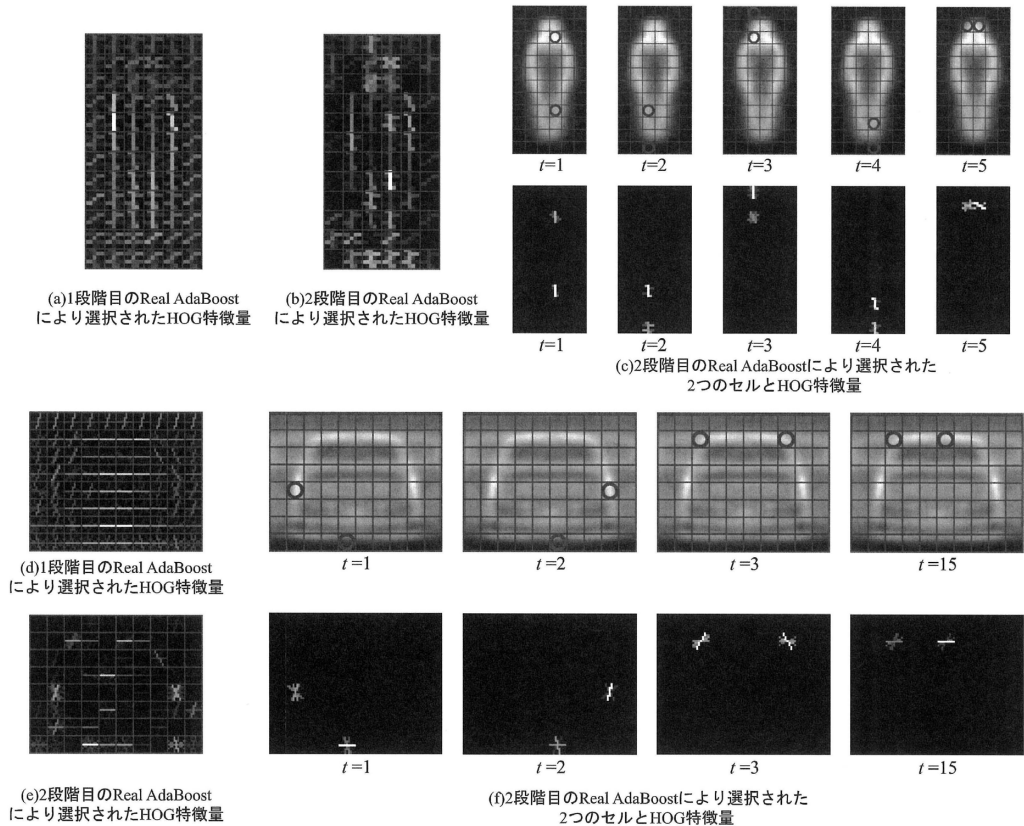 t=1
t=2
t=3
t=4
t=5
(a)1段階目のReal AdaBoost
により選択されたHOG特徴量
(b)2段階目のReal AdaBoost
により選択されたHOG特徴量
t=1
t=2
t=3
t=4
t=5
(c)2段階目のReal AdaBoostにより選択された
2つのセルとHOG特徴量
(d)1段階目のReal AdaBoost
により選択されたHOG特徴量
t =1
t =2
t =3
t =15
(e)2段階目のReal AdaBoost
により選択されたHOG特徴量
t =1
t =2
t =3
t =15
(f)2段階目のReal AdaBoostにより選択された
2つのセルとHOG特徴量